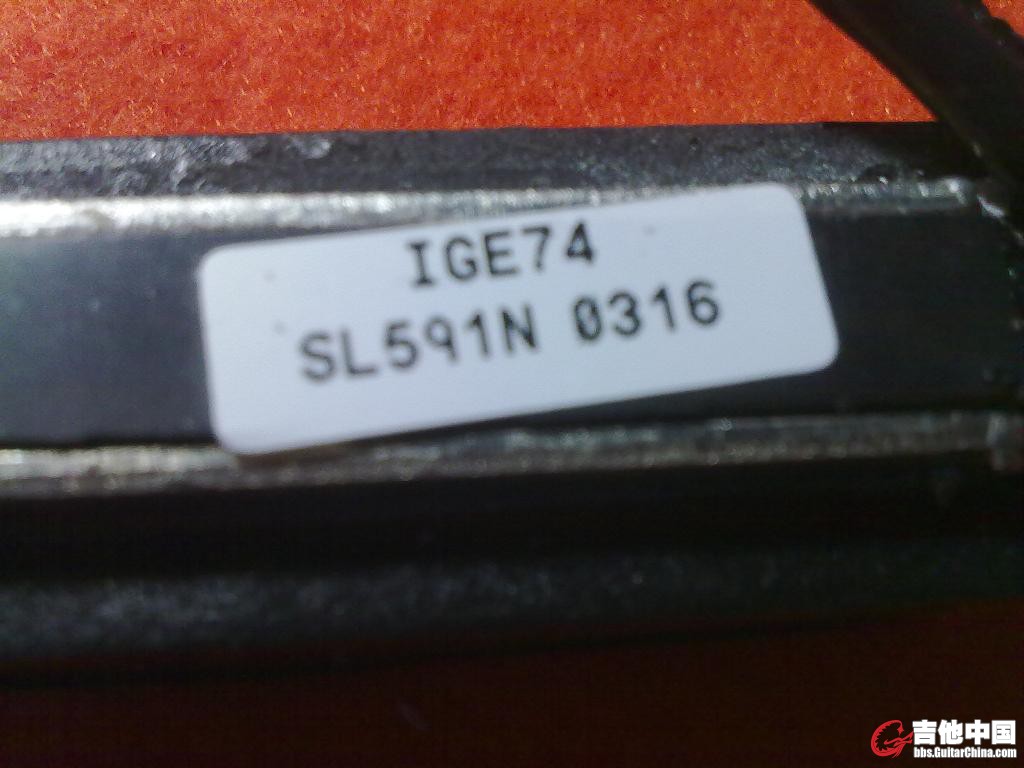 IGE74
SL591N 0316
吉他中国
bbs.GuitarChina.com